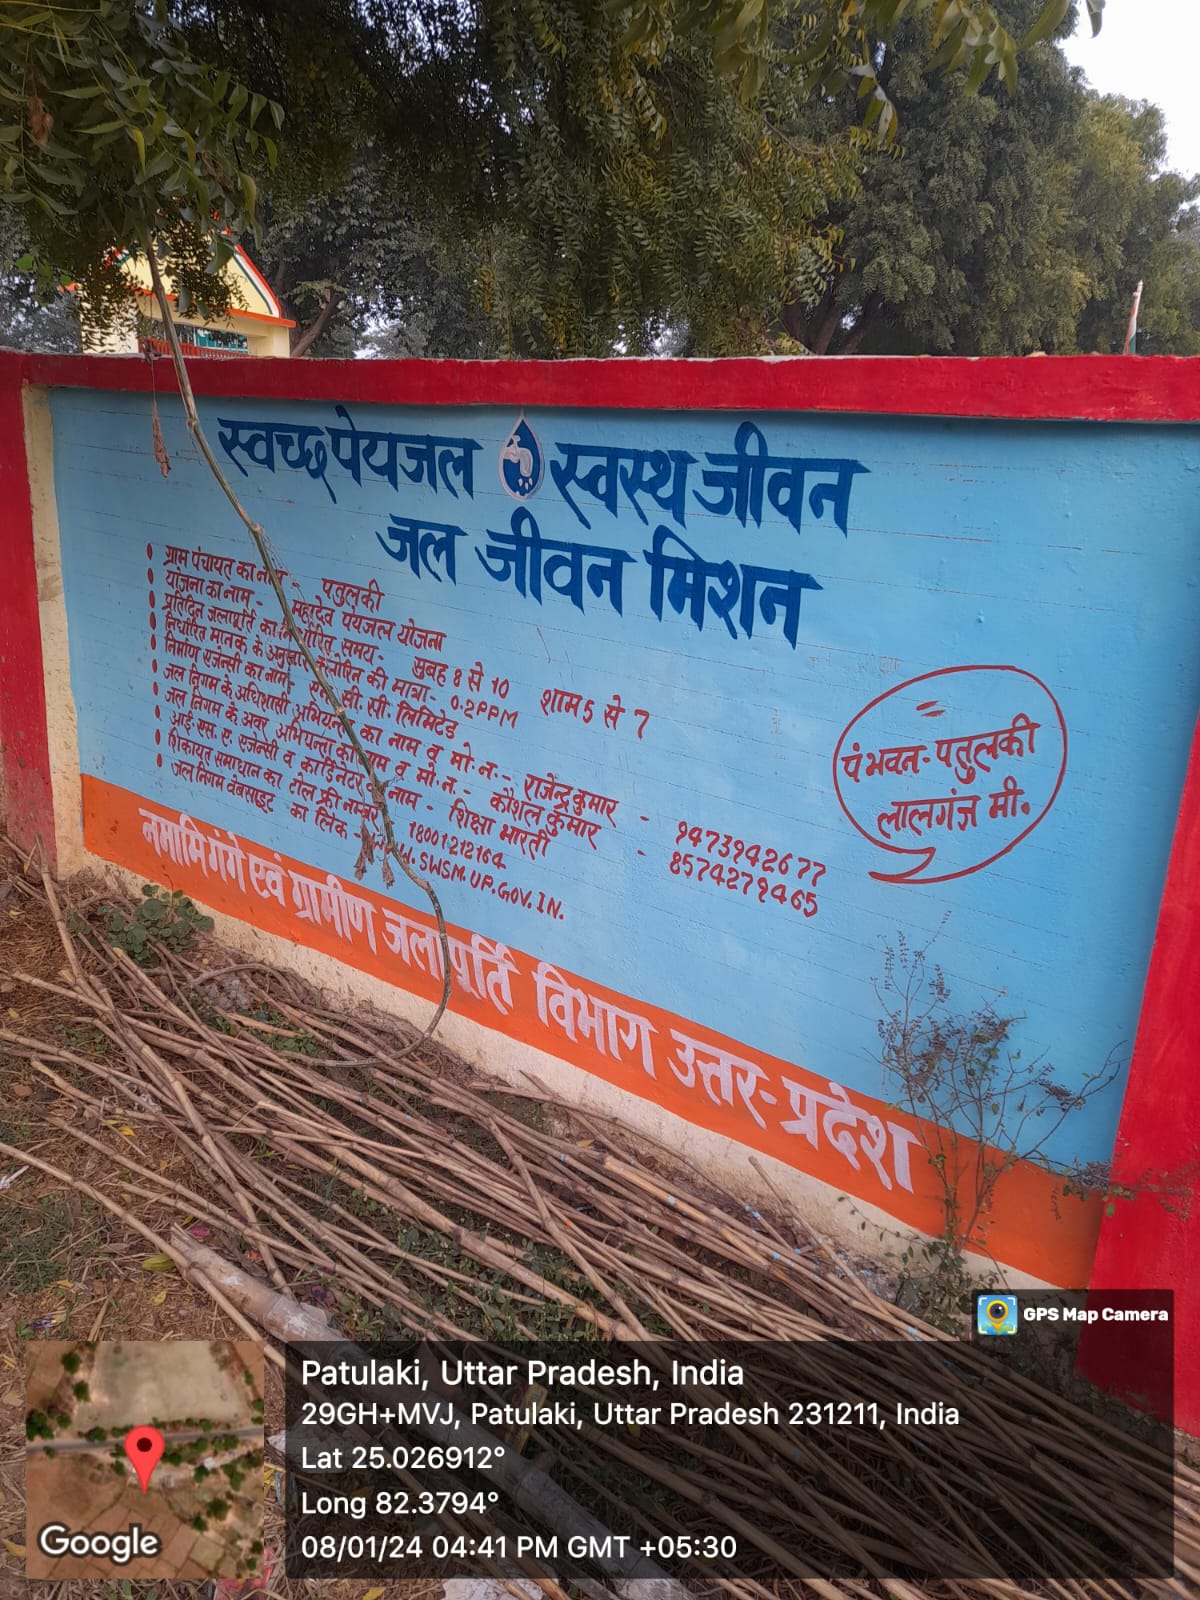 स्वच्छ पेयजल स्वस्थ जीवन
जल जीवन मिशन
ग्राम पंचायत का नाम - पतुलकी
योजना का नाम - महादेव पेयजल योजना
प्रतिदिन जलापूर्ति का निर्धारित समय - सुबह 8 से 10 शाम 5 से 7
निर्धारित मानक के अनुसार क्लोरिन की मात्रा - 0.2PPM
निर्माण एजेन्सी का नाम - एन. सी. सी. लिमिटेड
जल निगम के अधिशासी अभियन्ता का नाम व मो. न. - राजेन्द्र कुमार - 9473942677
जल निगम के अवर अभियन्ता का नाम व मो. न. - कौशल कुमार - 8574279465
आई. एस. ए. एजेन्सी व कार्डिनेटर का नाम - शिक्षा भारती
शिकायत समाधान का टोल फ्री नम्बर 18001212164
जल निगम वेबसाइट का लिंक - .SWSM.UP.GOV.IN.
पं भवन - पतुलकी
लालगंज मी.
नमामि गंगे एवं ग्रामीण जलापूर्ति विभाग उत्तर-प्रदेश
GPS Map Camera
Patulaki, Uttar Pradesh, India
29GH+MVJ, Patulaki, Uttar Pradesh 231211, India
Lat 25.026912°
Long 82.3794°
08/01/24 04:41 PM GMT +05:30
Google